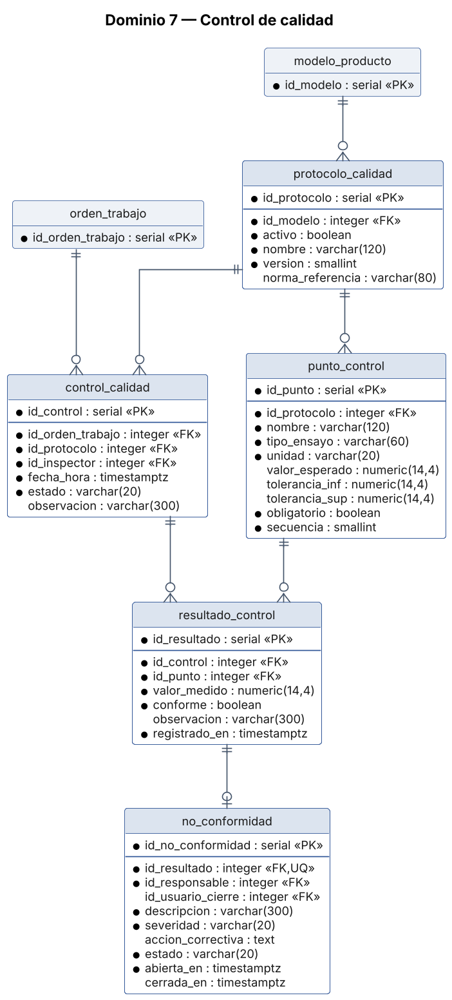 Dominio 7 — Control de calidad
modelo_producto
id_modelo : serial «PK»
protocolo_calidad
id_protocolo : serial «PK»
id_modelo : integer «FK»
activo : boolean
nombre : varchar(120)
version : smallint
norma_referencia : varchar(80)
orden_trabajo
id_orden_trabajo : serial «PK»
control_calidad
id_control : serial «PK»
id_orden_trabajo : integer «FK»
id_protocolo : integer «FK»
id_inspector : integer «FK»
fecha_hora : timestamptz
estado : varchar(20)
observacion : varchar(300)
punto_control
id_punto : serial «PK»
id_protocolo : integer «FK»
nombre : varchar(120)
tipo_ensayo : varchar(60)
unidad : varchar(20)
valor_esperado : numeric(14,4)
tolerancia_inf : numeric(14,4)
tolerancia_sup : numeric(14,4)
obligatorio : boolean
secuencia : smallint
resultado_control
id_resultado : serial «PK»
id_control : integer «FK»
id_punto : integer «FK»
valor_medido : numeric(14,4)
conforme : boolean
observacion : varchar(300)
registrado_en : timestamptz
no_conformidad
id_no_conformidad : serial «PK»
id_resultado : integer «FK,UQ»
id_responsable : integer «FK»
id_usuario_cierre : integer «FK»
descripcion : varchar(300)
severidad : varchar(20)
accion_correctiva : text
estado : varchar(20)
abierta_en : timestamptz
cerrada_en : timestamptz